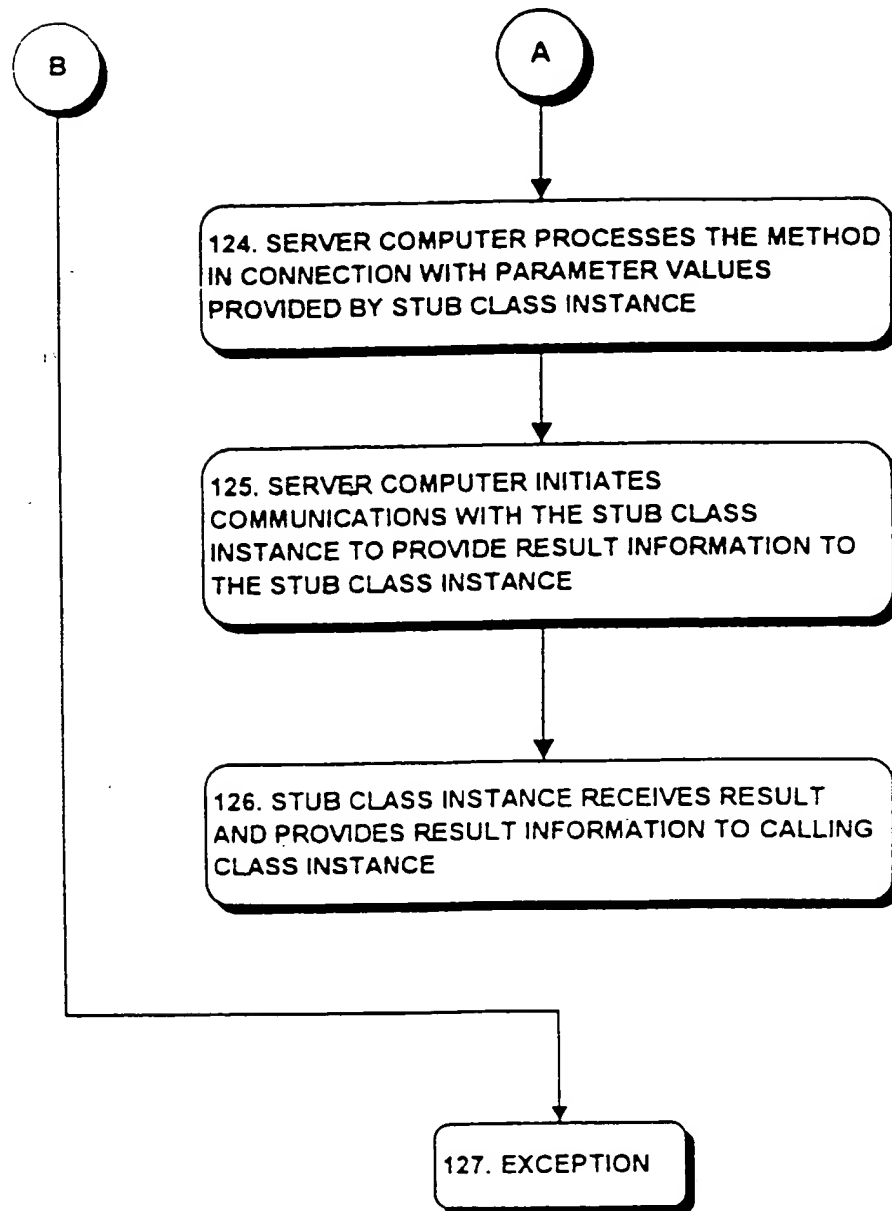 B
A
124. SERVER COMPUTER PROCESSES THE METHOD
IN CONNECTION WITH PARAMETER VALUES
PROVIDED BY STUB CLASS INSTANCE
125. SERVER COMPUTER INITIATES
COMMUNICATIONS WITH THE STUB CLASS
INSTANCE TO PROVIDE RESULT INFORMATION TO
THE STUB CLASS INSTANCE
126. STUB CLASS INSTANCE RECEIVES RESULT
AND PROVIDES RESULT INFORMATION TO CALLING
CLASS INSTANCE
127. EXCEPTION